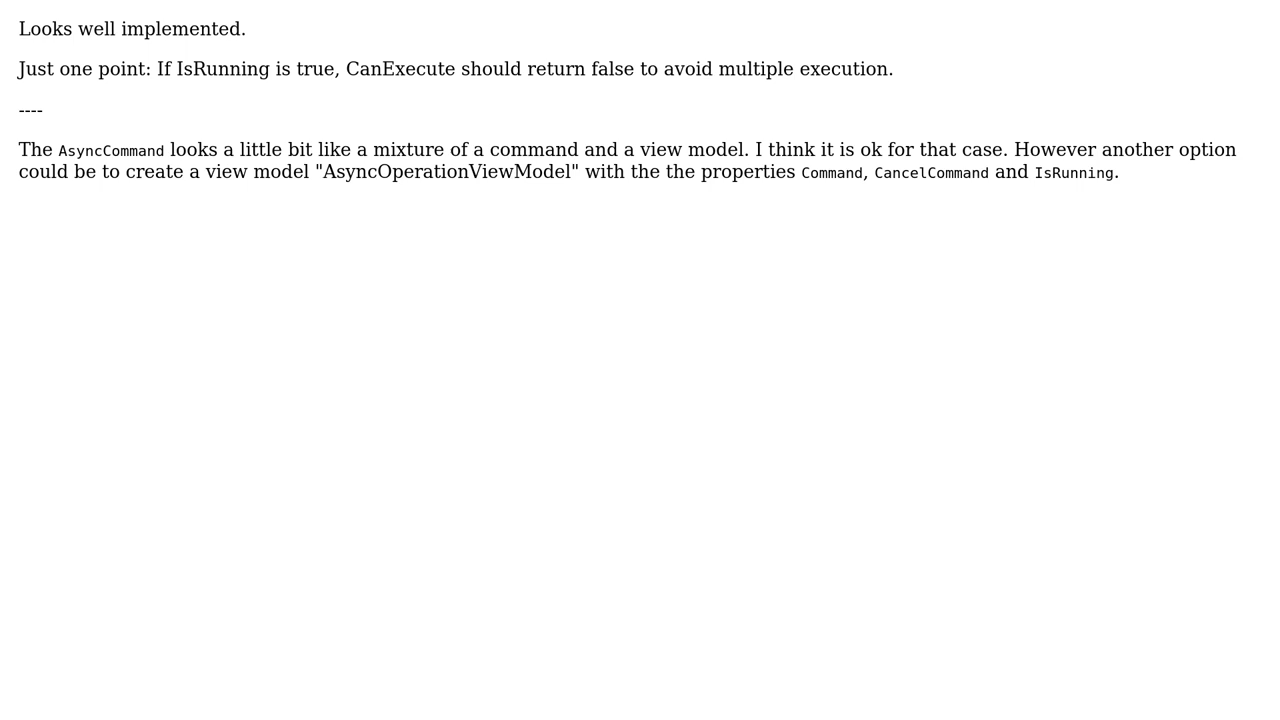 Looks well implemented.
Just one point: If IsRunning is true, CanExecute should return false to avoid multiple execution.
----
The AsyncCommand looks a little bit like a mixture of a command and a view model. I think it is ok for that case. However another option
could be to create a view model "AsyncOperationViewModel" with the the properties Command, CancelCommand and IsRunning.